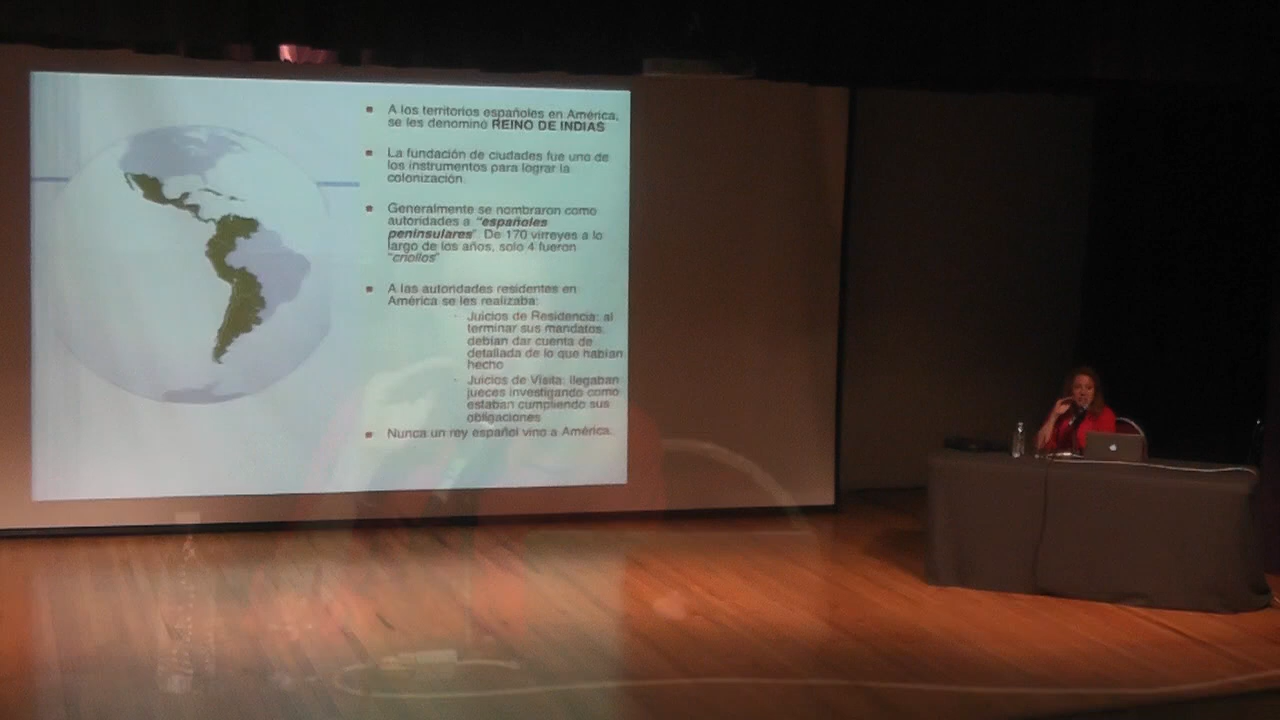 A los territorios españoles en América,
se les denominó REINO DE INDIAS
La fundación de ciudades fue uno de
los instrumentos para lograr la
colonización.
Generalmente se nombraron como
autoridades a "españoles
peninsulares". De 170 virreyes a lo
largo de los años, solo 4 fueron
"criollos"
A las autoridades residentes en
América se les realizaba:
Juicios de Residencia: al
terminar sus mandatos,
debían dar cuenta de
detallada de lo que habían
hecho
Juicios de Visita: llegaban
jueces investigando como
estaban cumpliendo sus
obligaciones
Nunca un rey español vino a América.